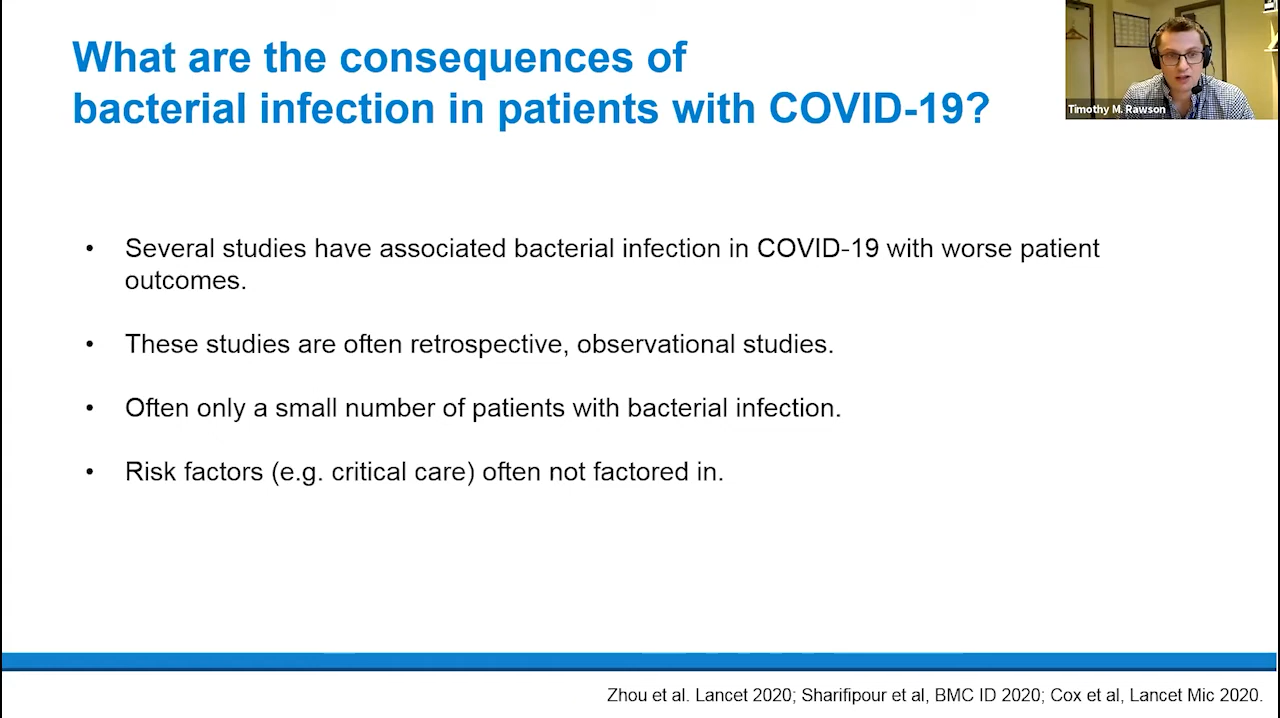 What are the consequences of
bacterial infection in patients with COVID-19?
Timothy M. Rawson
• Several studies have associated bacterial infection in COVID-19 with worse patient
outcomes.
• These studies are often retrospective, observational studies.
• Often only a small number of patients with bacterial infection.
• Risk factors (e.g. critical care) often not factored in.
Zhou et al. Lancet 2020; Sharifipour et al, BMC ID 2020; Cox et al, Lancet Mic 2020.